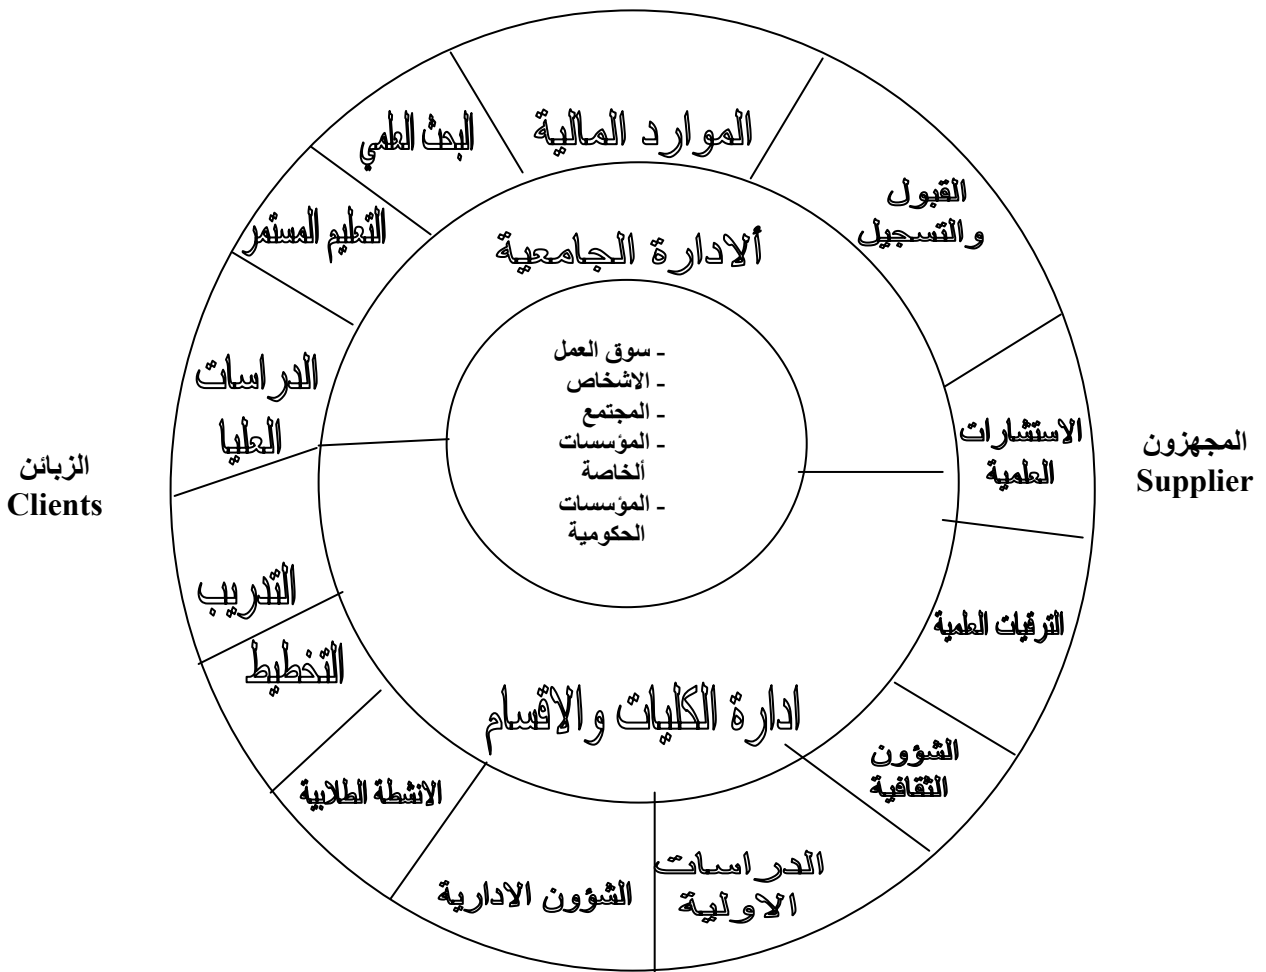 الموارد المالية
البحث العلمي
القبول
والتسجيل
التعليم المستمر
ألادارة الجامعية
- سوق العمل
- الاشخاص
- المجتمع
- المؤسسات
ألخاصة
- المؤسسات
الحكومية
الدراسات
العليا
الاستشارات
العلمية
المجهزون
Supplier
الزبائن
Clients
التدريب
الترقيات العلمية
التخطيط
ادارة الكليات والاقسام
الشؤون
الثقافية
الانشطة الطلابية
الدراسات
الاولية
الشؤون الادارية